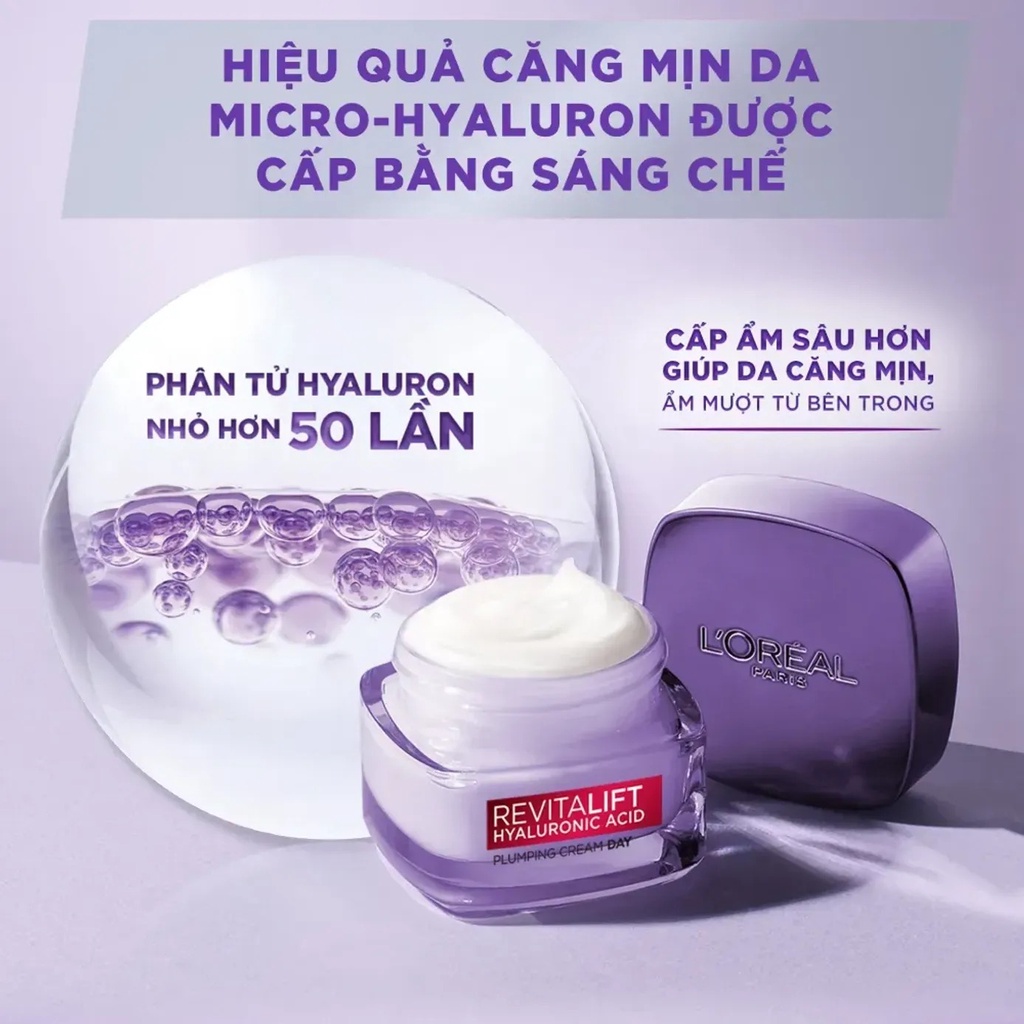 HIỆU QUẢ CĂNG MỊN DA
MICRO-HYALURON ĐƯỢC
CẤP BẰNG SÁNG CHẾ
PHÂN TỬ HYALURON
NHỎ HƠN 50 LẦN
CẤP ẨM SÂU HƠN
GIÚP DA CĂNG MỊN,
ẨM MƯỢT TỪ BÊN TRONG
L'ORÉAL
PARIS
REVITALIFT
HYALURONIC ACID
PLUMPING CREAM DAY